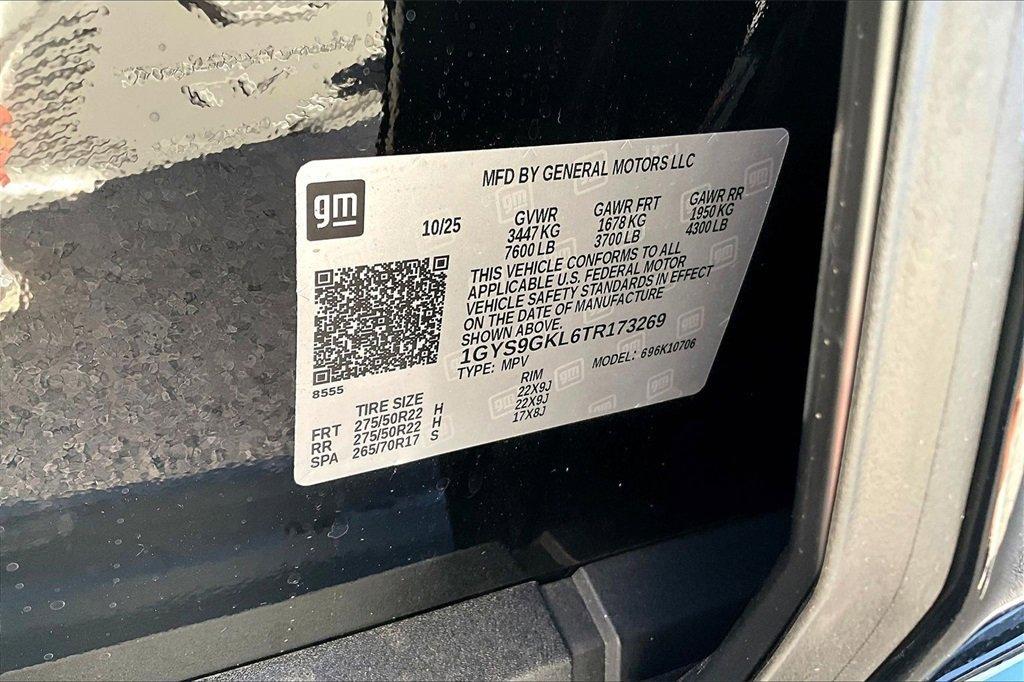 MFD BY GENERAL MOTORS LLC
gm
10/25
GVWR GAWR FRT GAWR RR
3447 KG 1678 KG 1950 KG
7600 LB 3700 LB 4300 LB
THIS VEHICLE CONFORMS TO ALL
APPLICABLE U.S. FEDERAL MOTOR
VEHICLE SAFETY STANDARDS IN EFFECT
ON THE DATE OF MANUFACTURE
SHOWN ABOVE.
1GYS9GKL6TR173269
TYPE: MPV MODEL: 696K10706
8555
TIRE SIZE RIM
FRT 275/50R22 H 22X9J
RR 275/50R22 H 22X9J
SPA 265/70R17 S 17X8J